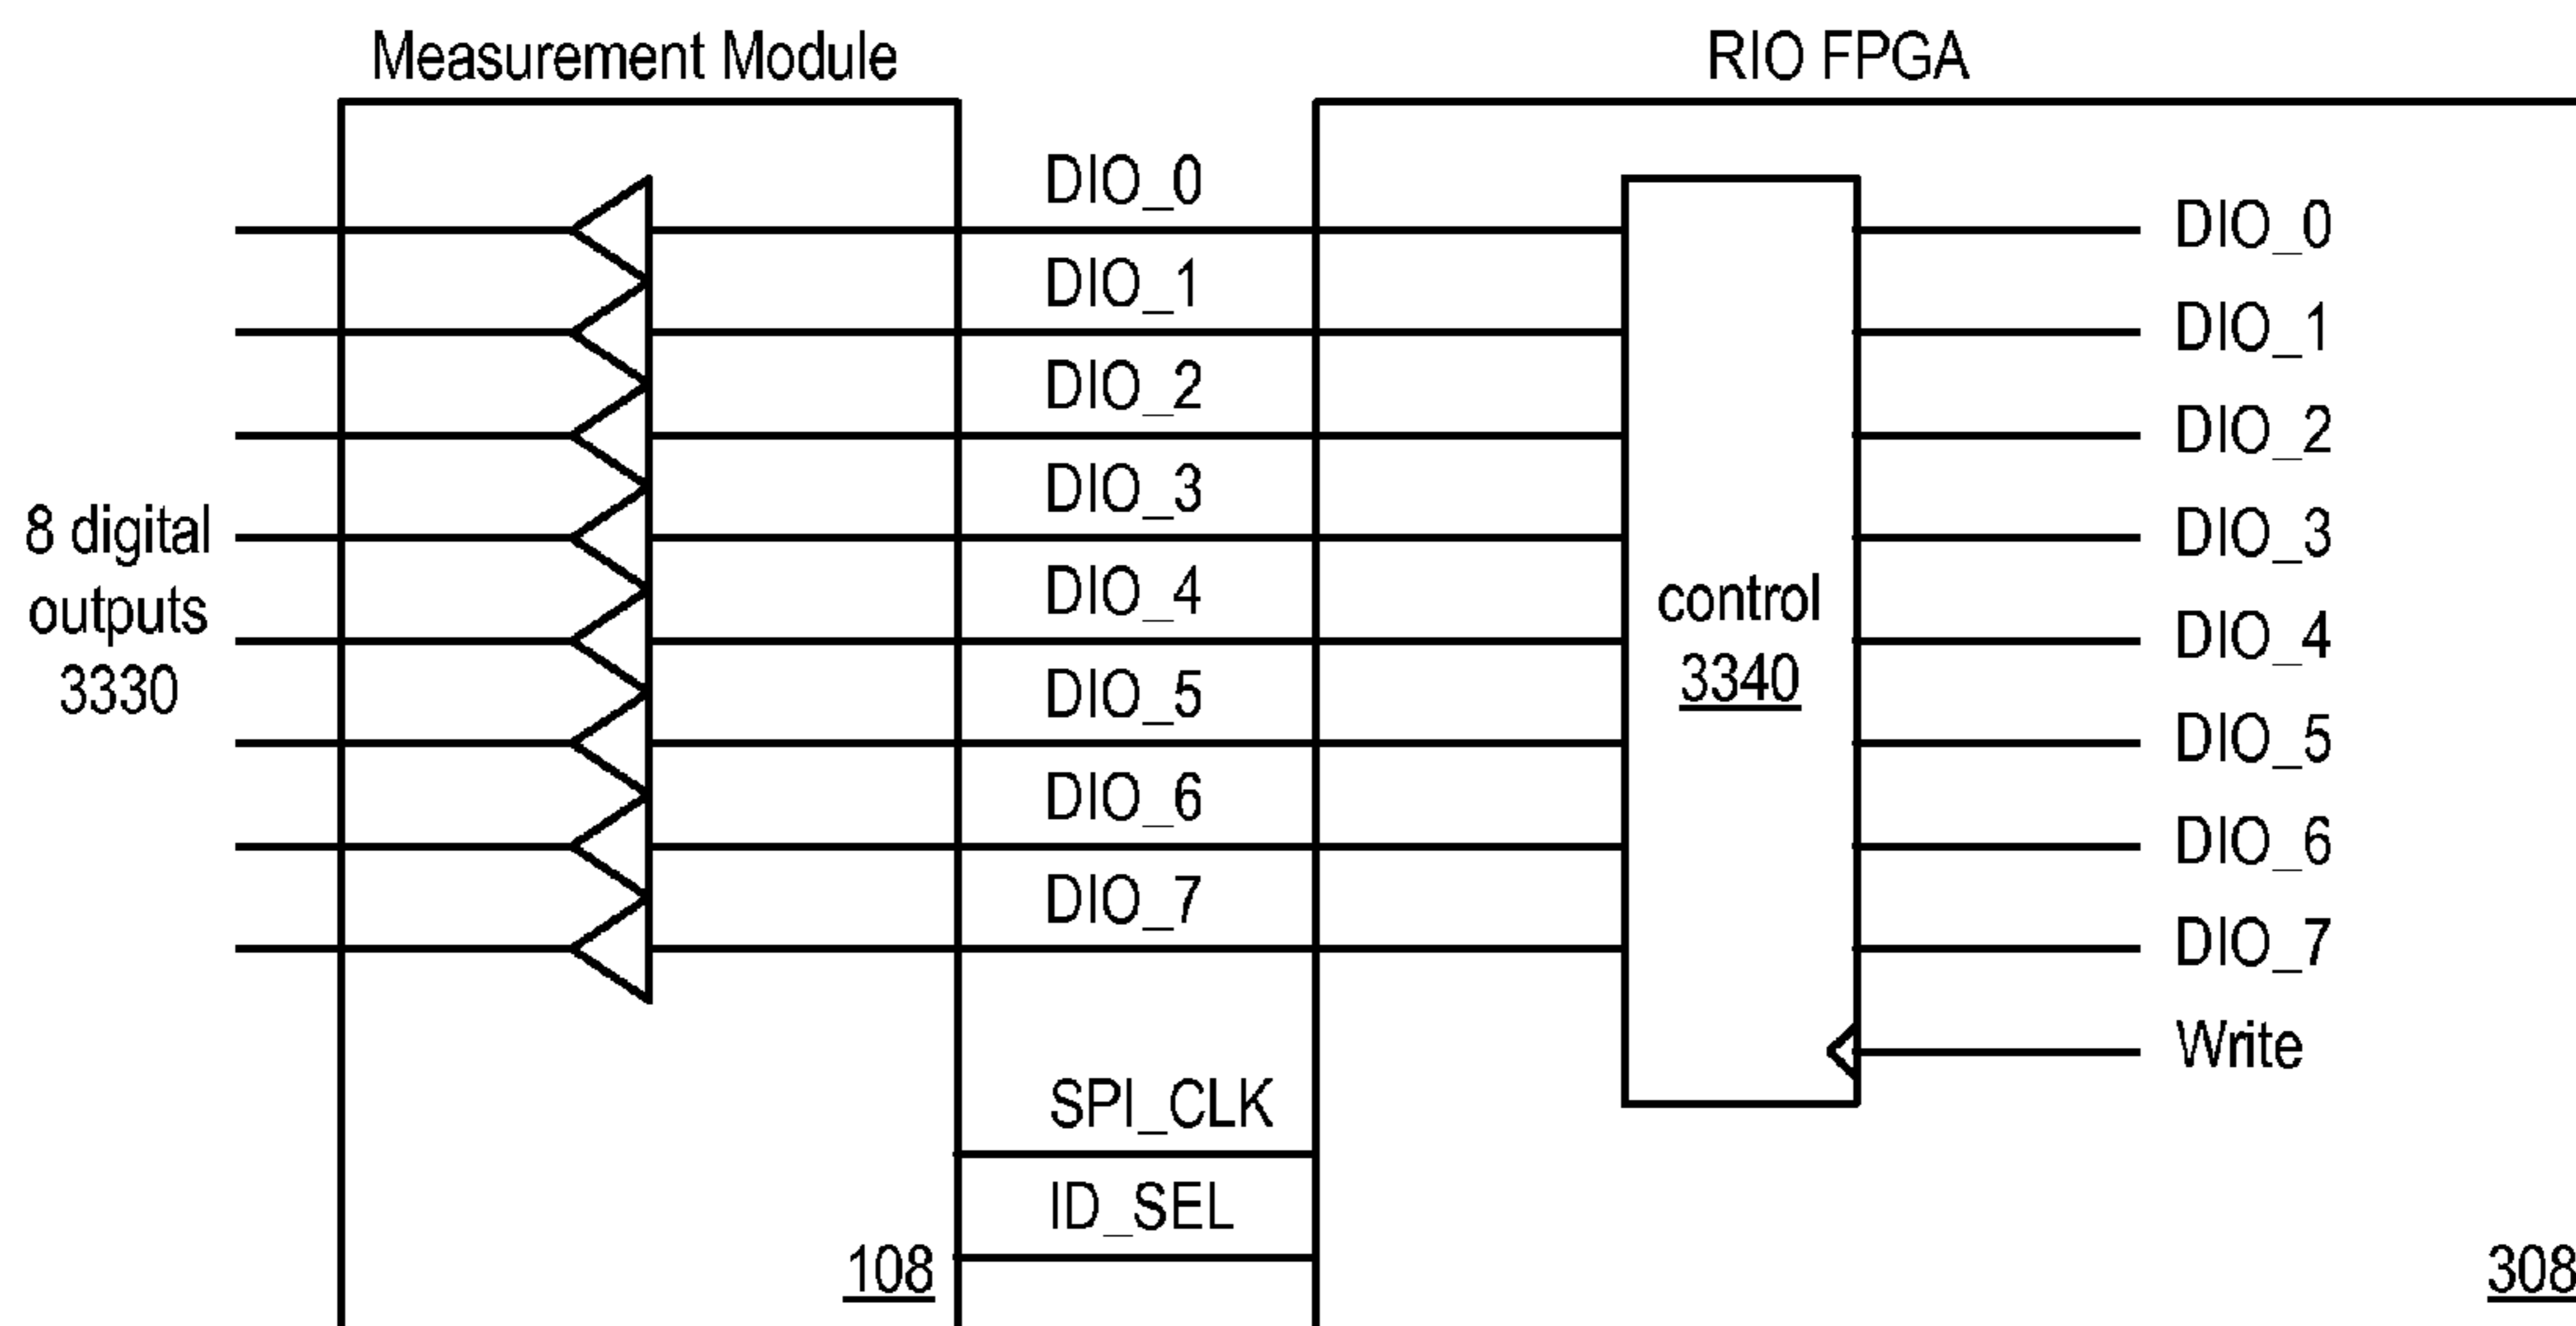 Measurement Module
RIO FPGA
DIO_0
DIO_1
DIO_2
DIO_3
DIO_4
DIO_5
DIO_6
DIO_7
SPI_CLK
ID_SEL
8 digital
outputs
3330
control
3340
DIO_0
DIO_1
DIO_2
DIO_3
DIO_4
DIO_5
DIO_6
DIO_7
Write
108
308